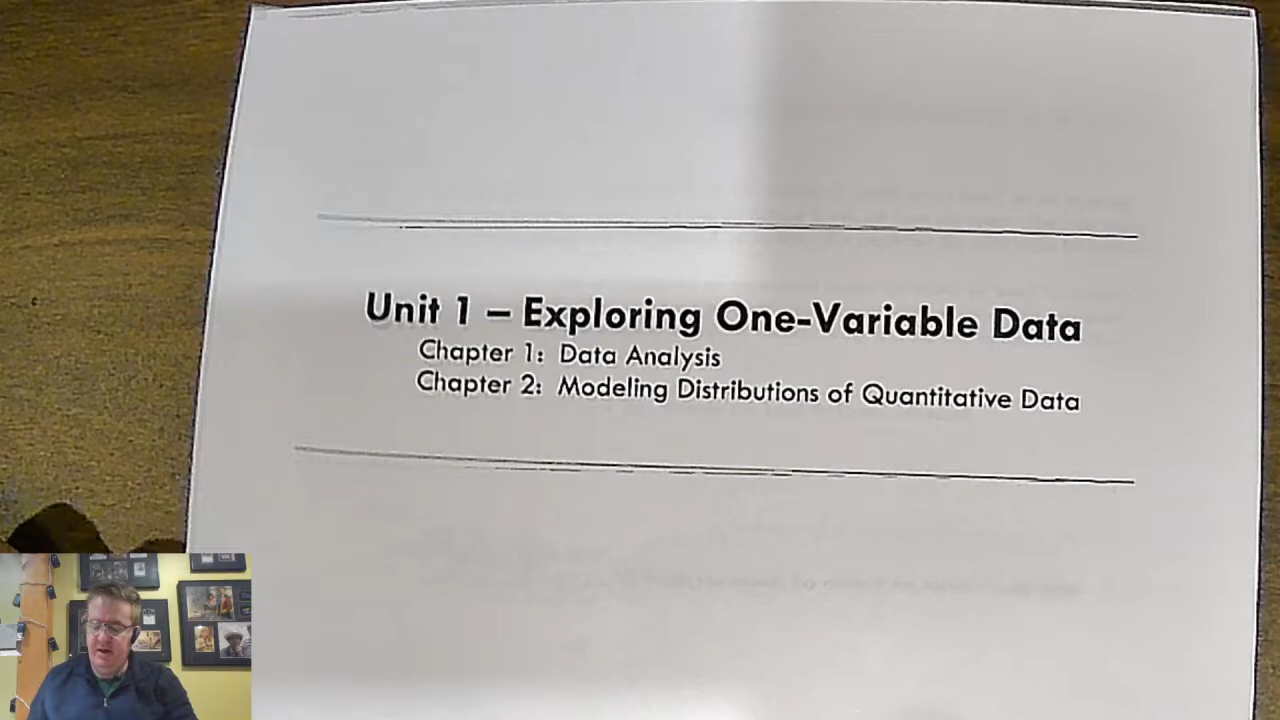 Unit 1 – Exploring One-Variable Data
Chapter 1: Data Analysis
Chapter 2: Modeling Distributions of Quantitative Data